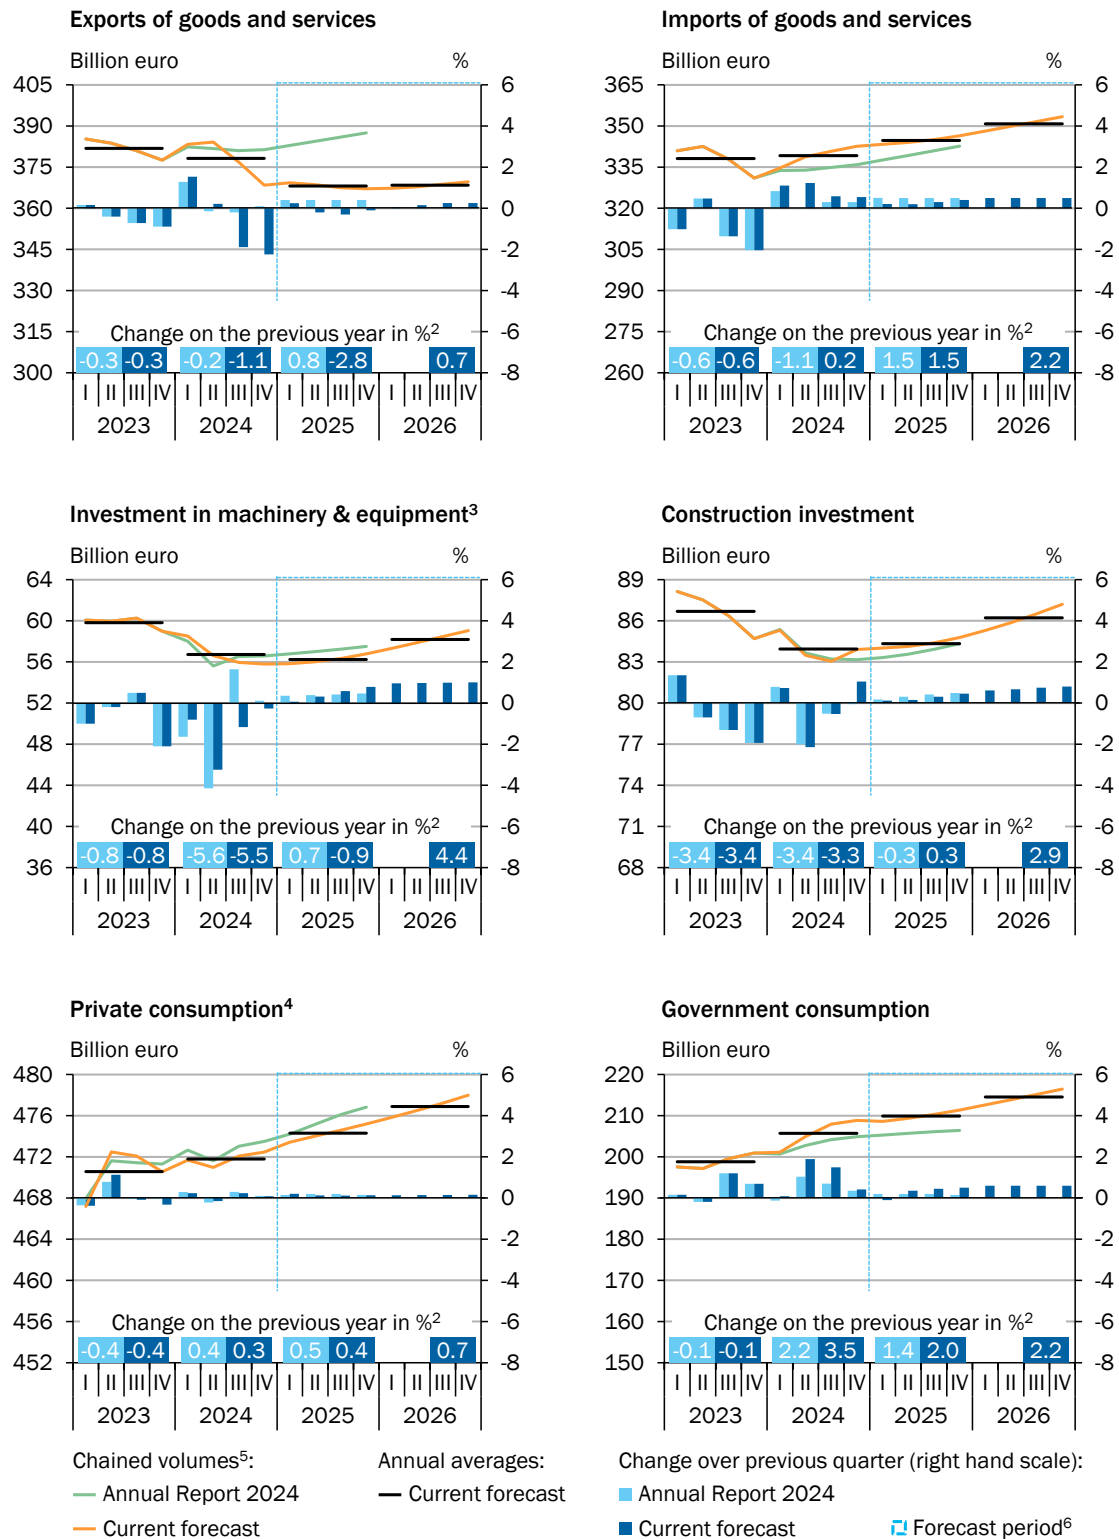 Exports of goods and services
Billion euro %
405 6
390 4
375 2
360 0
345 -2
330 -4
315 -6
Change on the previous year in %2
-0.3 -0.3 -0.2 -1.1 0.8 -2.8 0.7
300 -8
I II III IV I II III IV I II III IV I II III IV
2023 2024 2025 2026
Imports of goods and services
Billion euro %
365 6
350 4
335 2
320 0
305 -2
290 -4
275 -6
Change on the previous year in %2
-0.6 -0.6 -1.1 0.2 1.5 1.5 2.2
260 -8
I II III IV I II III IV I II III IV I II III IV
2023 2024 2025 2026
Investment in machinery & equipment3
Billion euro %
64 6
60 4
56 2
52 0
48 -2
44 -4
40 -6
Change on the previous year in %2
-0.8 -0.8 -5.6 -5.5 0.7 -0.9 4.4
36 -8
I II III IV I II III IV I II III IV I II III IV
2023 2024 2025 2026
Construction investment
Billion euro %
89 6
86 4
83 2
80 0
77 -2
74 -4
71 -6
Change on the previous year in %2
-3.4 -3.4 -3.4 -3.3 -0.3 0.3 2.9
68 -8
I II III IV I II III IV I II III IV I II III IV
2023 2024 2025 2026
Private consumption4
Billion euro %
480 6
476 4
472 2
468 0
464 -2
460 -4
456 -6
Change on the previous year in %2
-0.4 -0.4 0.4 0.3 0.5 0.4 0.7
452 -8
I II III IV I II III IV I II III IV I II III IV
2023 2024 2025 2026
Government consumption
Billion euro %
220 6
210 4
200 2
190 0
180 -2
170 -4
160 -6
Change on the previous year in %2
-0.1 -0.1 2.2 3.5 1.4 2.0 2.2
150 -8
I II III IV I II III IV I II III IV I II III IV
2023 2024 2025 2026
Chained volumes5: Annual averages: Change over previous quarter (right hand scale):
Annual Report 2024 Current forecast Annual Report 2024
Current forecast Current forecast Forecast period6